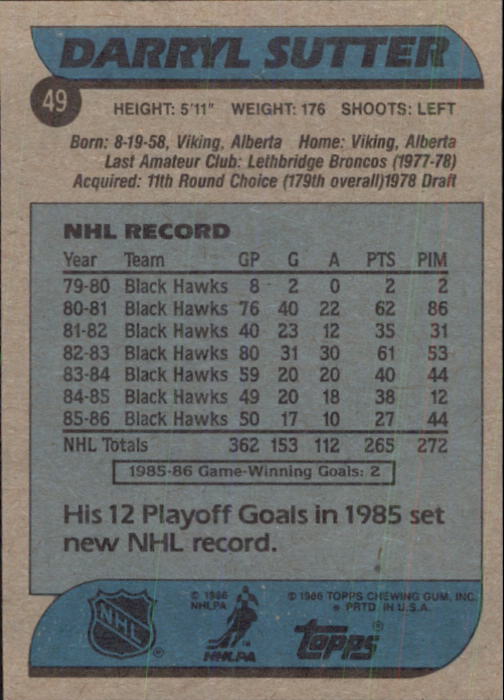 DARRYL SUTTER
49
HEIGHT: 5'11" WEIGHT: 176 SHOOTS: LEFT
Born: 8-19-58, Viking, Alberta Home: Viking, Alberta
Last Amateur Club: Lethbridge Broncos (1977-78)
Acquired: 11th Round Choice (179th overall)1978 Draft
NHL RECORD
Year Team GP G A PTS PIM
79-80 Black Hawks 8 2 0 2 2
80-81 Black Hawks 76 40 22 62 86
81-82 Black Hawks 40 23 12 35 31
82-83 Black Hawks 80 31 30 61 53
83-84 Black Hawks 59 20 20 40 44
84-85 Black Hawks 49 20 18 38 12
85-86 Black Hawks 50 17 10 27 44
NHL Totals 362 153 112 265 272
1985-86 Game-Winning Goals: 2
His 12 Playoff Goals in 1985 set
new NHL record.
NHL ®
© 1986
NHLPA
NHLPA ™
© 1986 TOPPS CHEWING GUM, INC.
* PRTD. IN U.S.A.
Topps ®